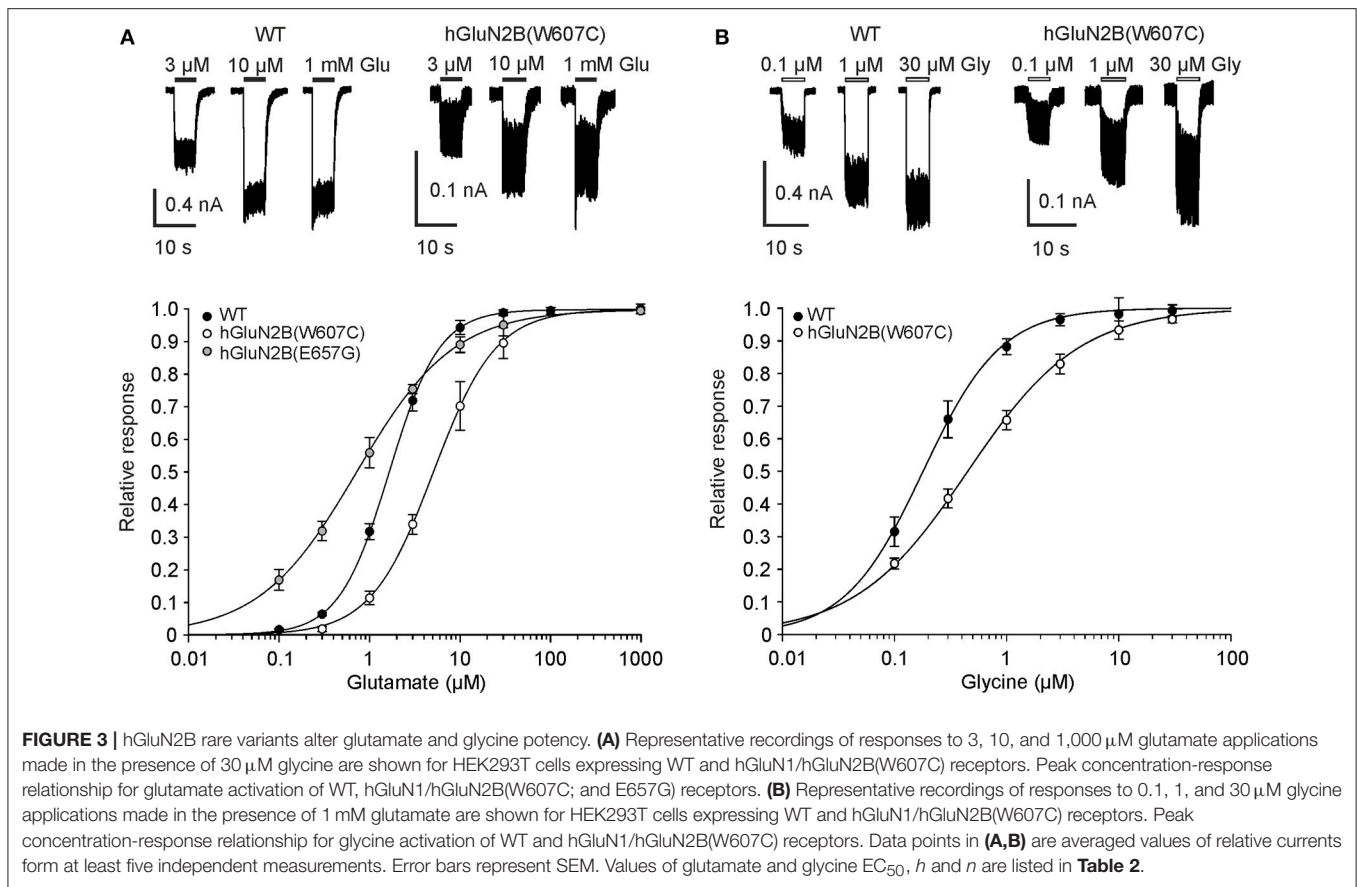 A
WT
hGluN2B(W607C)
3 µM 10 µM 1 mM Glu
3 µM 10 µM 1 mM Glu
0.4 nA
10 s
0.1 nA
10 s
B
WT
hGluN2B(W607C)
0.1 µM 1 µM 30 µM Gly
0.1 µM 1 µM 30 µM Gly
0.4 nA
10 s
0.1 nA
10 s
Relative response
1.0
0.9
0.8
0.7
0.6
0.5
0.4
0.3
0.2
0.1
0
WT
hGluN2B(W607C)
hGluN2B(E657G)
0.01 0.1 1 10 100 1000
Glutamate (µM)
Relative response
1.0
0.9
0.8
0.7
0.6
0.5
0.4
0.3
0.2
0.1
0
WT
hGluN2B(W607C)
0.01 0.1 1 10 100
Glycine (µM)
FIGURE 3 | hGluN2B rare variants alter glutamate and glycine potency. (A) Representative recordings of responses to 3, 10, and 1,000 µM glutamate applications
made in the presence of 30 µM glycine are shown for HEK293T cells expressing WT and hGluN1/hGluN2B(W607C) receptors. Peak concentration-response
relationship for glutamate activation of WT, hGluN1/hGluN2B(W607C; and E657G) receptors. (B) Representative recordings of responses to 0.1, 1, and 30 µM glycine
applications made in the presence of 1 mM glutamate are shown for HEK293T cells expressing WT and hGluN1/hGluN2B(W607C) receptors. Peak
concentration-response relationship for glycine activation of WT and hGluN1/hGluN2B(W607C) receptors. Data points in (A,B) are averaged values of relative currents
form at least five independent measurements. Error bars represent SEM. Values of glutamate and glycine EC50, h and n are listed in Table 2.